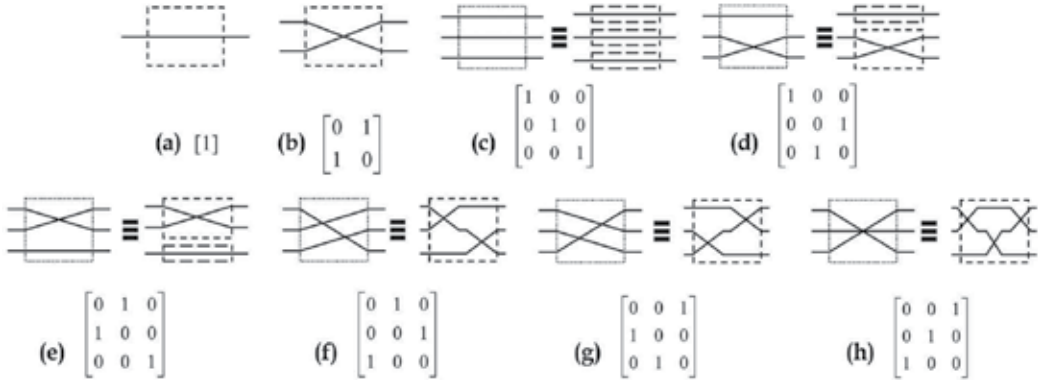 (a) [1]
(b) [0 1
1 0]
(c) [1 0 0
0 1 0
0 0 1]
(d) [1 0 0
0 0 1
0 1 0]
(e) [0 1 0
1 0 0
0 0 1]
(f) [0 1 0
0 0 1
1 0 0]
(g) [0 0 1
1 0 0
0 1 0]
(h) [0 0 1
0 1 0
1 0 0]